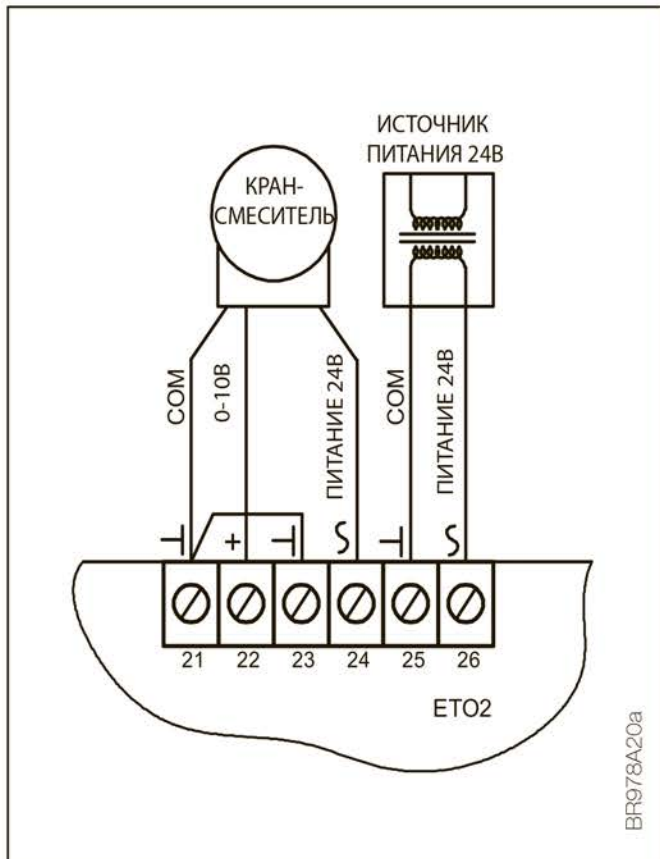 ИСТОЧНИК
ПИТАНИЯ 24В
КРАН-
СМЕСИТЕЛЬ
COM
0-10В
ПИТАНИЕ 24В
COM
ПИТАНИЕ 24В
+
21 22 23 24 25 26
ETO2
BR978A20a